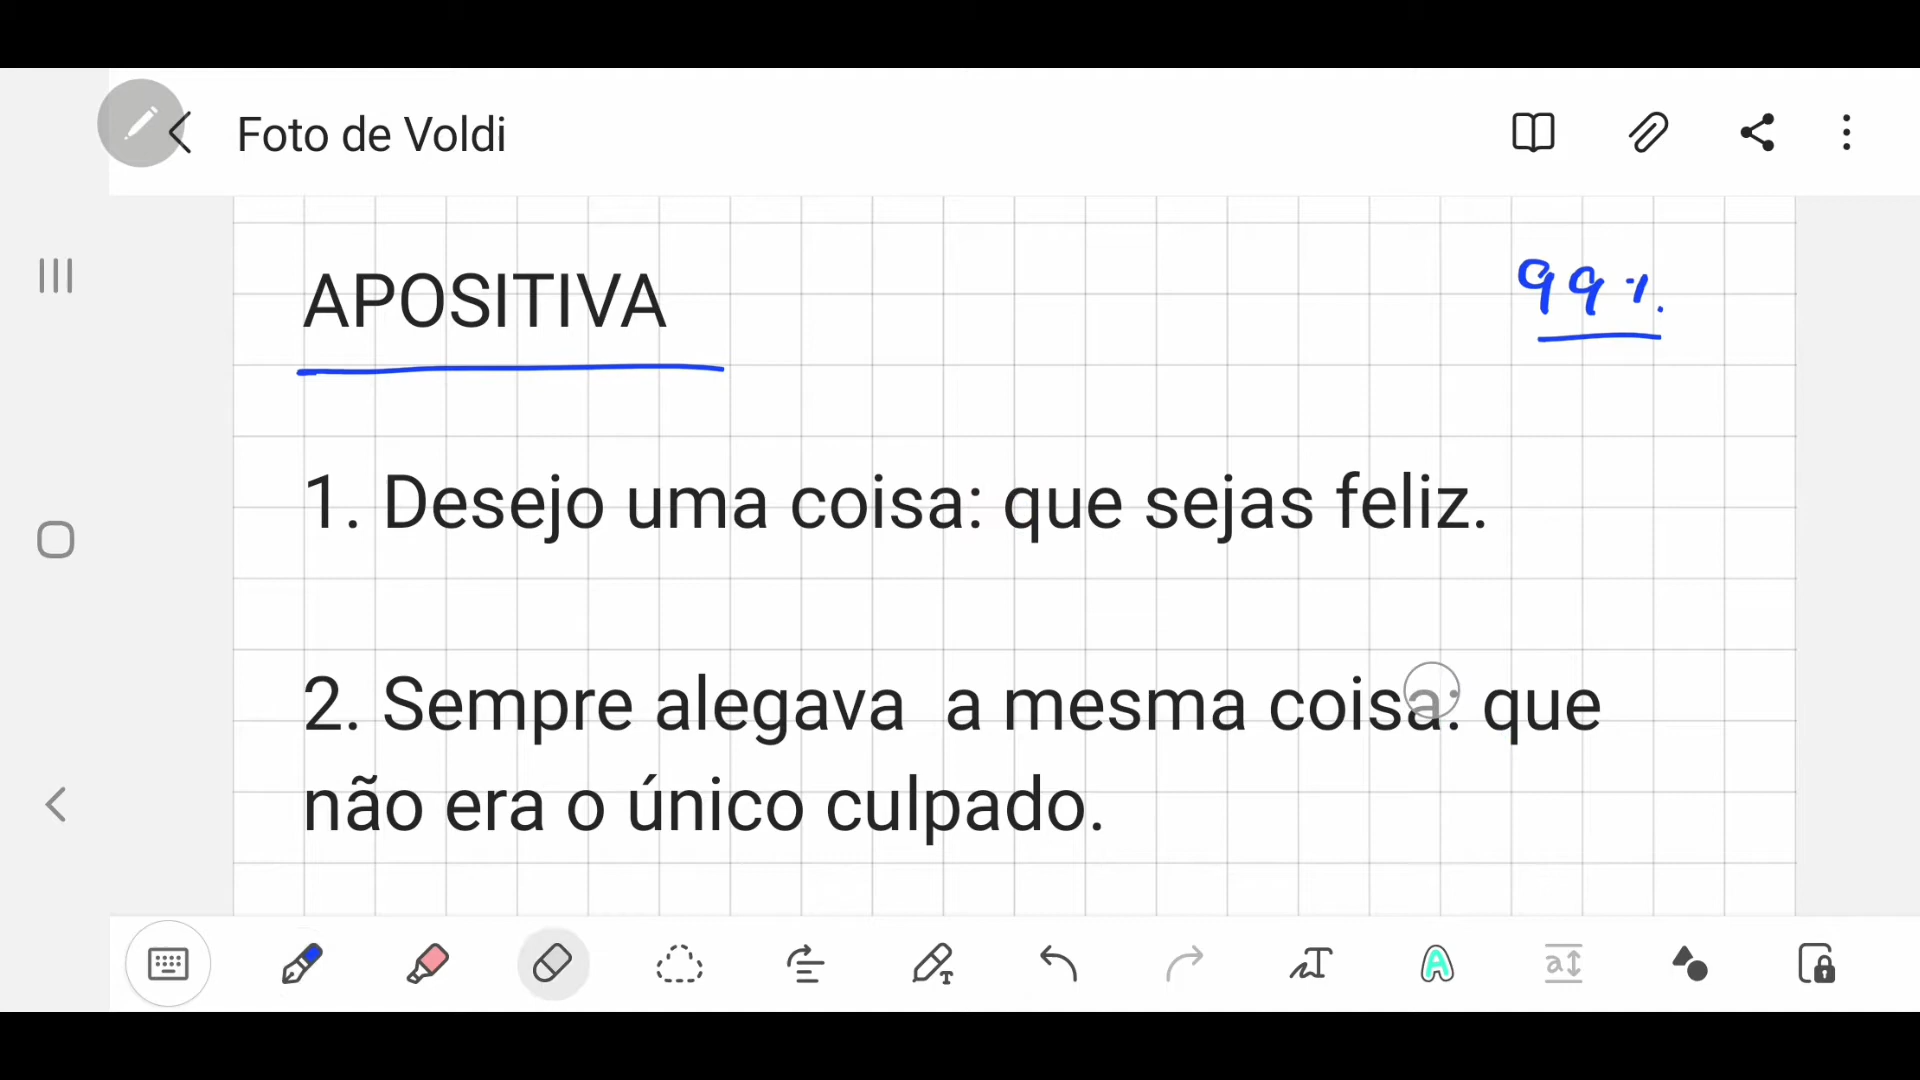 Foto de Voldi
APOSITIVA
99%
1. Desejo uma coisa: que sejas feliz.
2. Sempre alegava a mesma coisa: que
não era o único culpado.